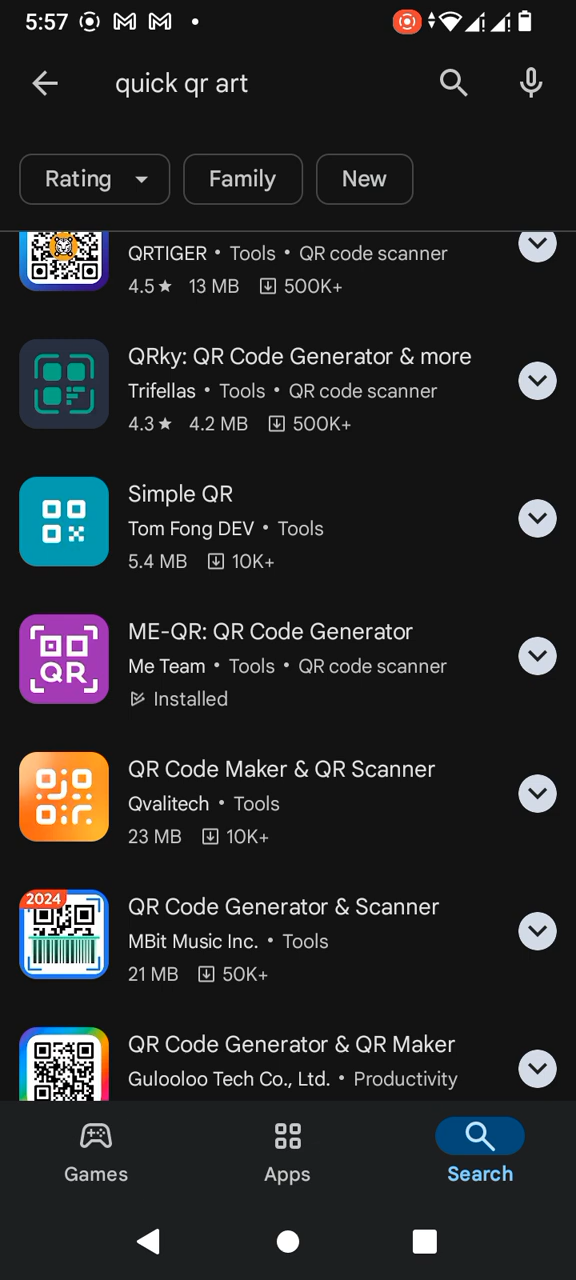 5:57
quick qr art
Rating
Family
New
QRTIGER • Tools • QR code scanner
4.5★ 13 MB 500K+
QRky: QR Code Generator & more
Trifellas • Tools • QR code scanner
4.3★ 4.2 MB 500K+
Simple QR
Tom Fong DEV • Tools
5.4 MB 10K+
QR
ME-QR: QR Code Generator
Me Team • Tools • QR code scanner
Installed
QR Code Maker & QR Scanner
Qvalitech • Tools
23 MB 10K+
2024
QR Code Generator & Scanner
MBit Music Inc. • Tools
21 MB 50K+
QR Code Generator & QR Maker
Gulooloo Tech Co., Ltd. • Productivity
Games
Apps
Search